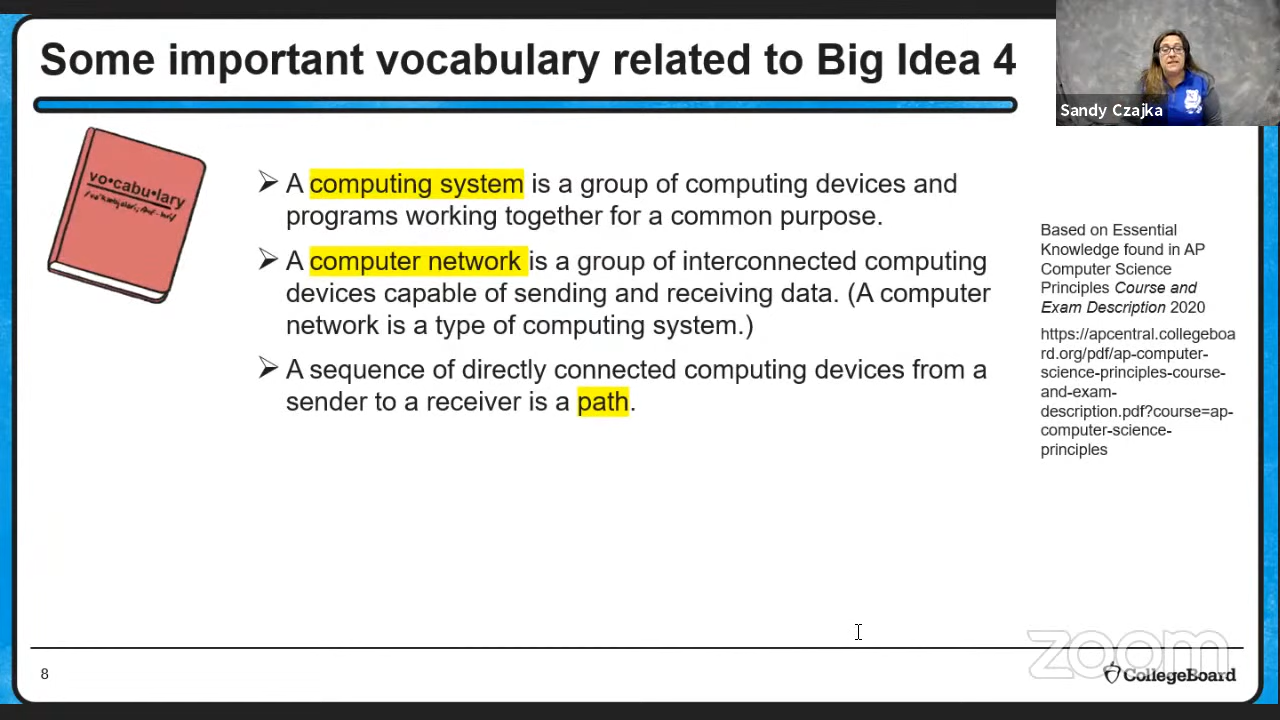 Some important vocabulary related to Big Idea 4
Sandy Czajka
vo•cabu•lary
➢ A computing system is a group of computing devices and
programs working together for a common purpose.
➢ A computer network is a group of interconnected computing
devices capable of sending and receiving data. (A computer
network is a type of computing system.)
➢ A sequence of directly connected computing devices from a
sender to a receiver is a path.
Based on Essential
Knowledge found in AP
Computer Science
Principles Course and
Exam Description 2020
https://apcentral.collegeboa
rd.org/pdf/ap-computer-
science-principles-course-
and-exam-
description.pdf?course=ap-
computer-science-
principles
zoom
8
CollegeBoard